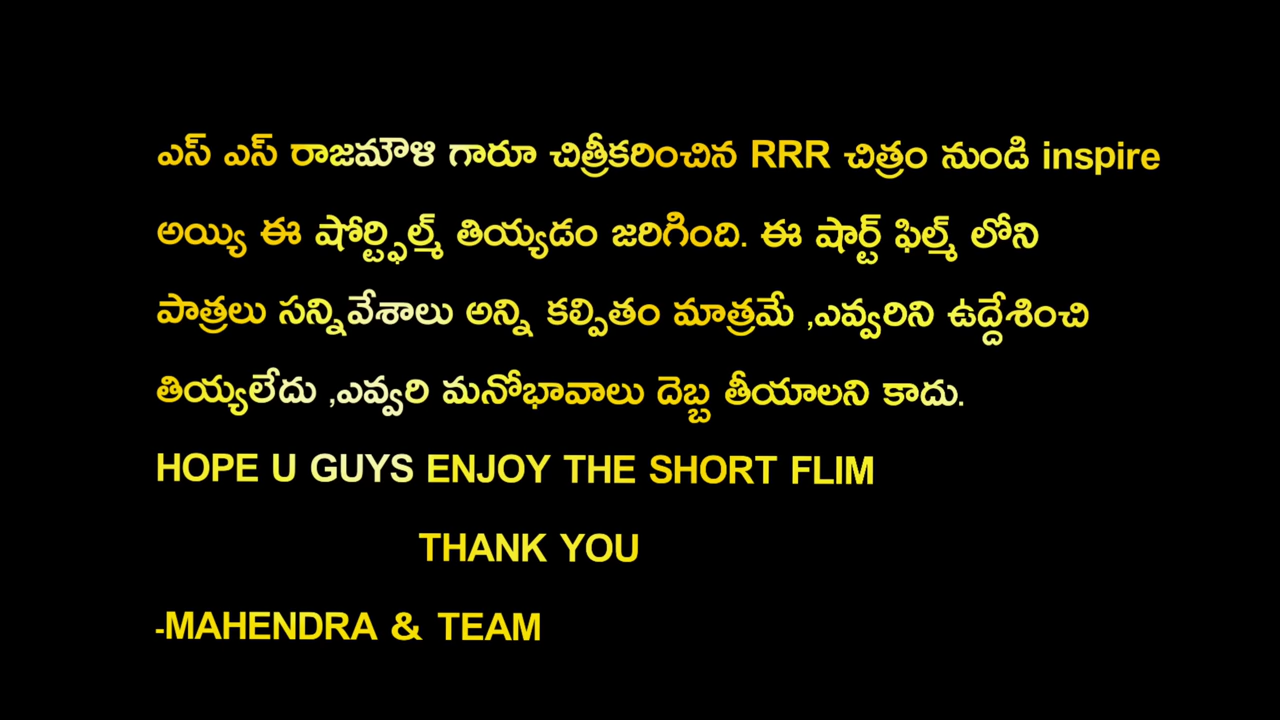 ఎస్ ఎస్ రాజమౌళి గారూ చిత్రీకరించిన RRR చిత్రం నుండి inspire
అయ్యి ఈ షోర్ట్ఫిల్మ్ తియ్యడం జరిగింది. ఈ షార్ట్ ఫిల్మ్ లోని
పాత్రలు సన్నివేశాలు అన్ని కల్పితం మాత్రమే ,ఎవ్వరిని ఉద్దేశించి
తియ్యలేదు ,ఎవ్వరి మనోభావాలు దెబ్బ తీయాలని కాదు.
HOPE U GUYS ENJOY THE SHORT FLIM
THANK YOU
-MAHENDRA & TEAM